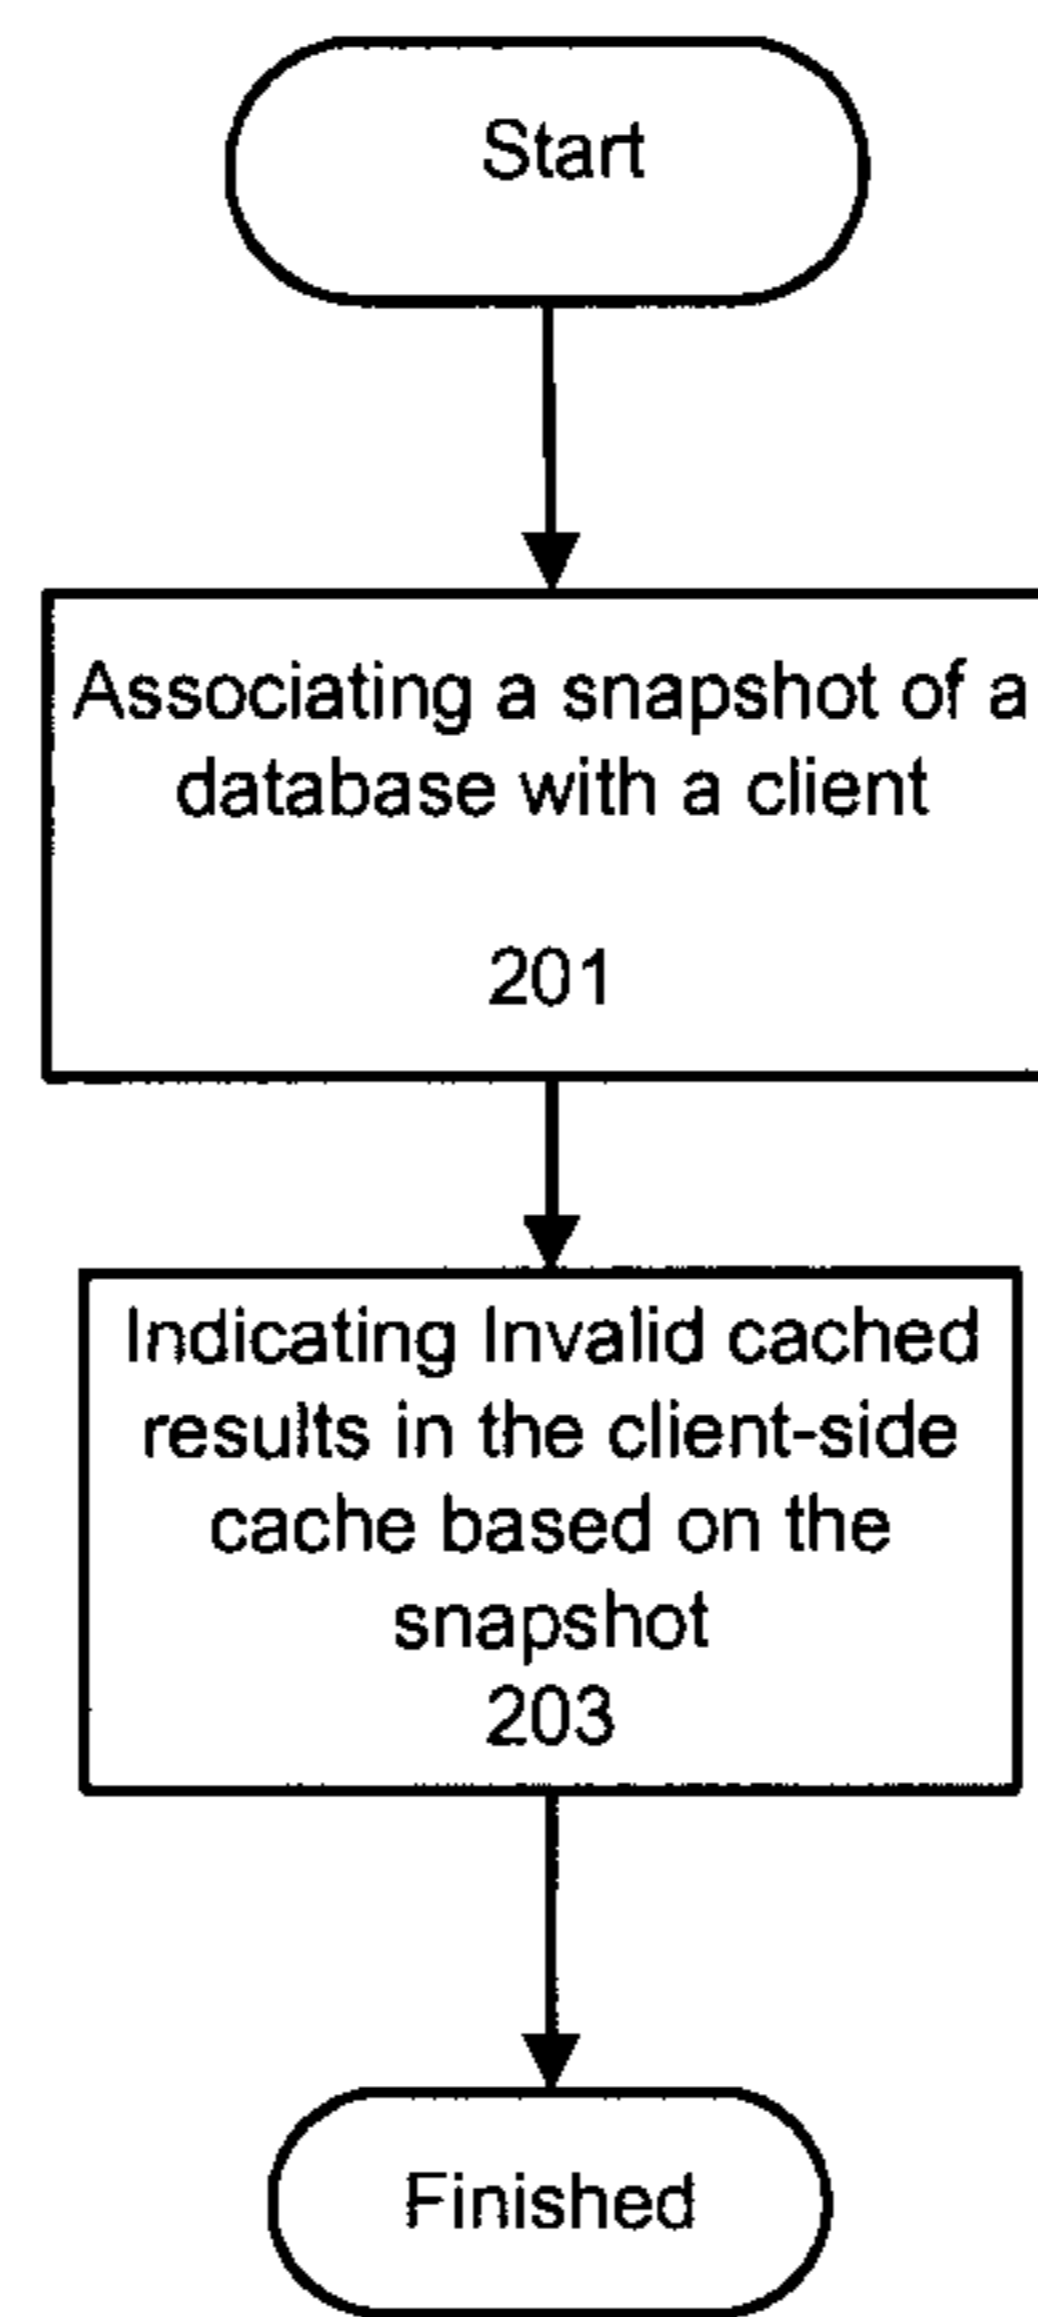 Start
Associating a snapshot of a
database with a client
201
Indicating Invalid cached
results in the client-side
cache based on the
snapshot
203
Finished